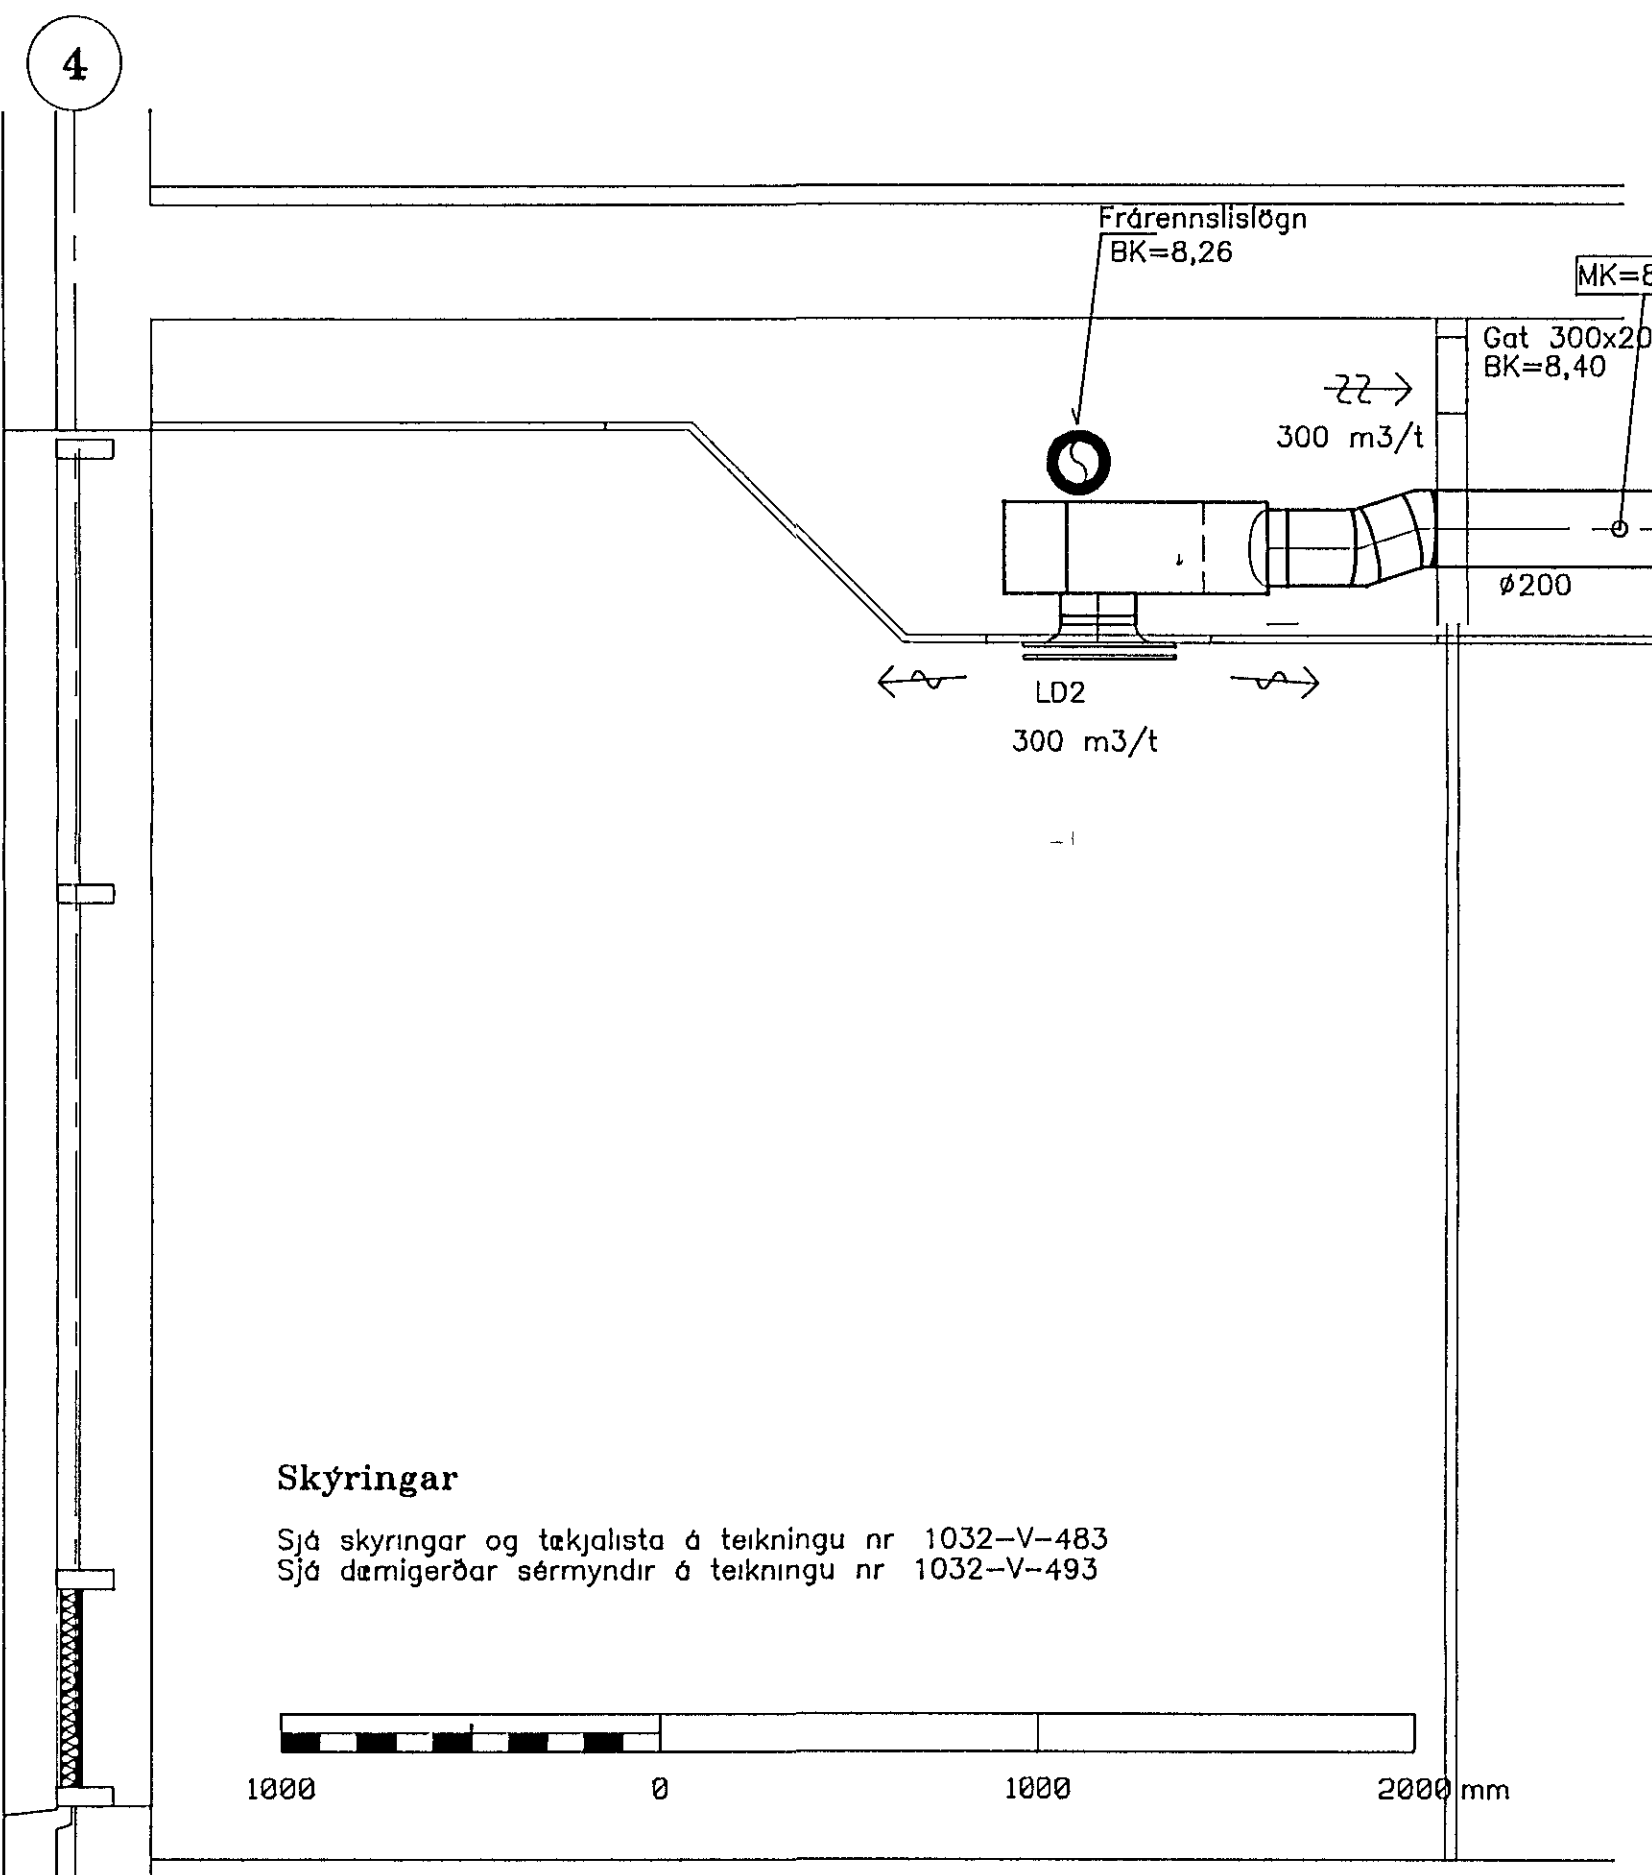 4
Frárennslislögn
BK=8,26
MK=8
Gat 300x20
BK=8,40
300 m3/t
ø200
LD2
300 m3/t
Skýringar
Sjá skyringar og tækjalista á teikningu nr 1032-V-483
Sjá dæmigerðar sérmyndir á teikningu nr 1032-V-493
1000 0 1000 2000 mm